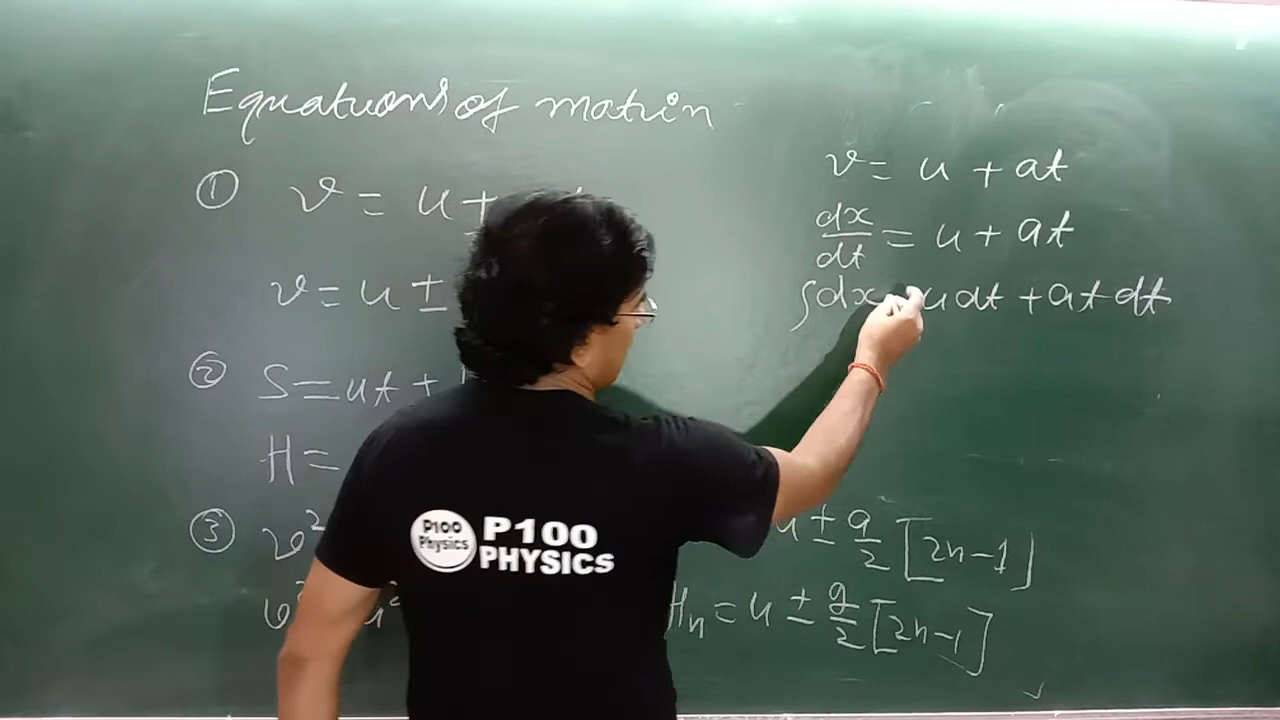 Equations of motion
① v = u ±
v = u ±
② S = ut +
H =
③ v²
u²
u ± a/2 [2n-1]
Hn = u ± g/2 [2n-1]
v = u + at
dx/dt = u + at
∫dx = u dt + at dt
P100 Physics
P100 PHYSICS